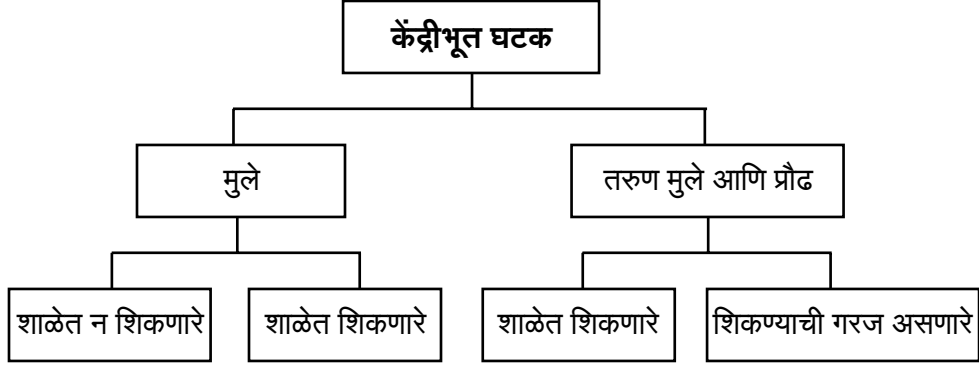 केंद्रीभूत घटक
मुले
तरुण मुले आणि प्रौढ
शाळेत न शिकणारे
शाळेत शिकणारे
शाळेत शिकणारे
शिकण्याची गरज असणारे